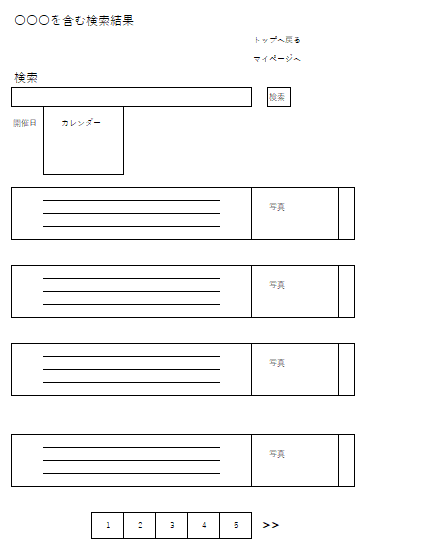 〇〇〇を含む検索結果
トップへ戻る
マイページへ
検索
検索
開催日
カレンダー
写真
写真
写真
写真
1 2 3 4 5 >>